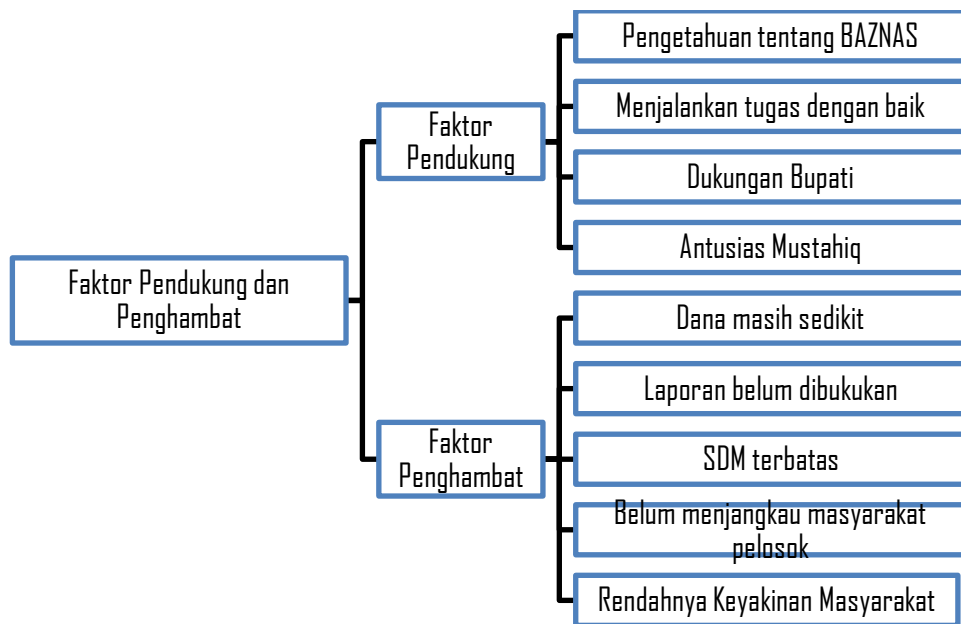 Faktor Pendukung dan
Penghambat
Faktor
Pendukung
Pengetahuan tentang BAZNAS
Menjalankan tugas dengan baik
Dukungan Bupati
Antusias Mustahiq
Faktor
Penghambat
Dana masih sedikit
Laporan belum dibukukan
SDM terbatas
Belum menjangkau masyarakat
pelosok
Rendahnya Keyakinan Masyarakat